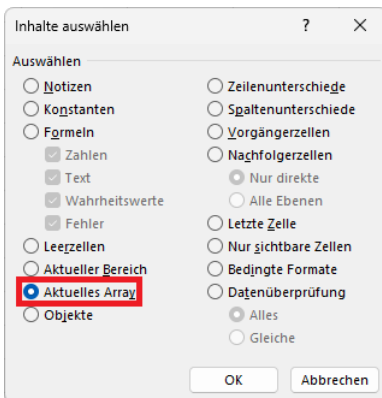 Inhalte auswählen ? ×
Auswählen
Notizen
Konstanten
Formeln
Zahlen
Text
Wahrheitswerte
Fehler
Leerzellen
Aktueller Bereich
Aktuelles Array
Objekte
Zeilenunterschiede
Spaltenunterschiede
Vorgängerzellen
Nachfolgerzellen
Nur direkte
Alle Ebenen
Letzte Zelle
Nur sichtbare Zellen
Bedingte Formate
Datenüberprüfung
Alles
Gleiche
OK Abbrechen